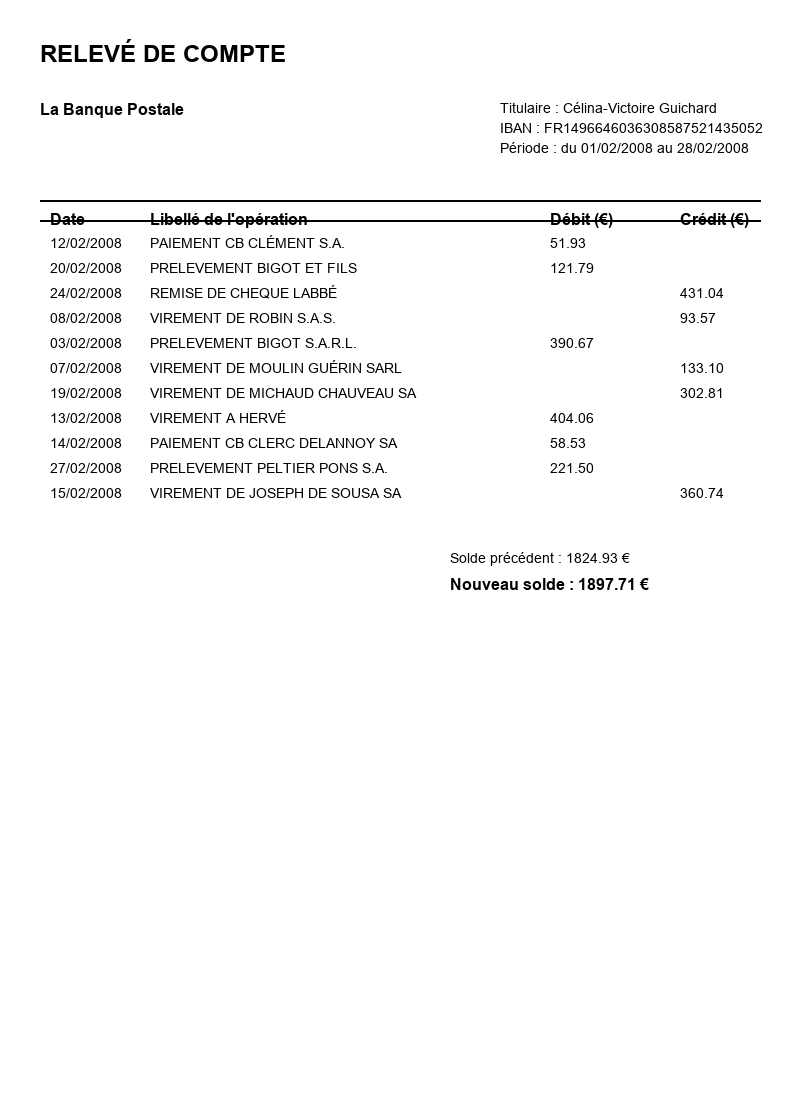 RELEVÉ DE COMPTE
La Banque Postale
Titulaire : Célina-Victoire Guichard
IBAN : FR1496646036308587521435052
Période : du 01/02/2008 au 28/02/2008
Date Libellé de l'opération Débit (€) Crédit (€)
12/02/2008 PAIEMENT CB CLÉMENT S.A. 51.93
20/02/2008 PRELEVEMENT BIGOT ET FILS 121.79
24/02/2008 REMISE DE CHEQUE LABBÉ 431.04
08/02/2008 VIREMENT DE ROBIN S.A.S. 93.57
03/02/2008 PRELEVEMENT BIGOT S.A.R.L. 390.67
07/02/2008 VIREMENT DE MOULIN GUÉRIN SARL 133.10
19/02/2008 VIREMENT DE MICHAUD CHAUVEAU SA 302.81
13/02/2008 VIREMENT A HERVÉ 404.06
14/02/2008 PAIEMENT CB CLERC DELANNOY SA 58.53
27/02/2008 PRELEVEMENT PELTIER PONS S.A. 221.50
15/02/2008 VIREMENT DE JOSEPH DE SOUSA SA 360.74
Solde précédent : 1824.93 €
Nouveau solde : 1897.71 €